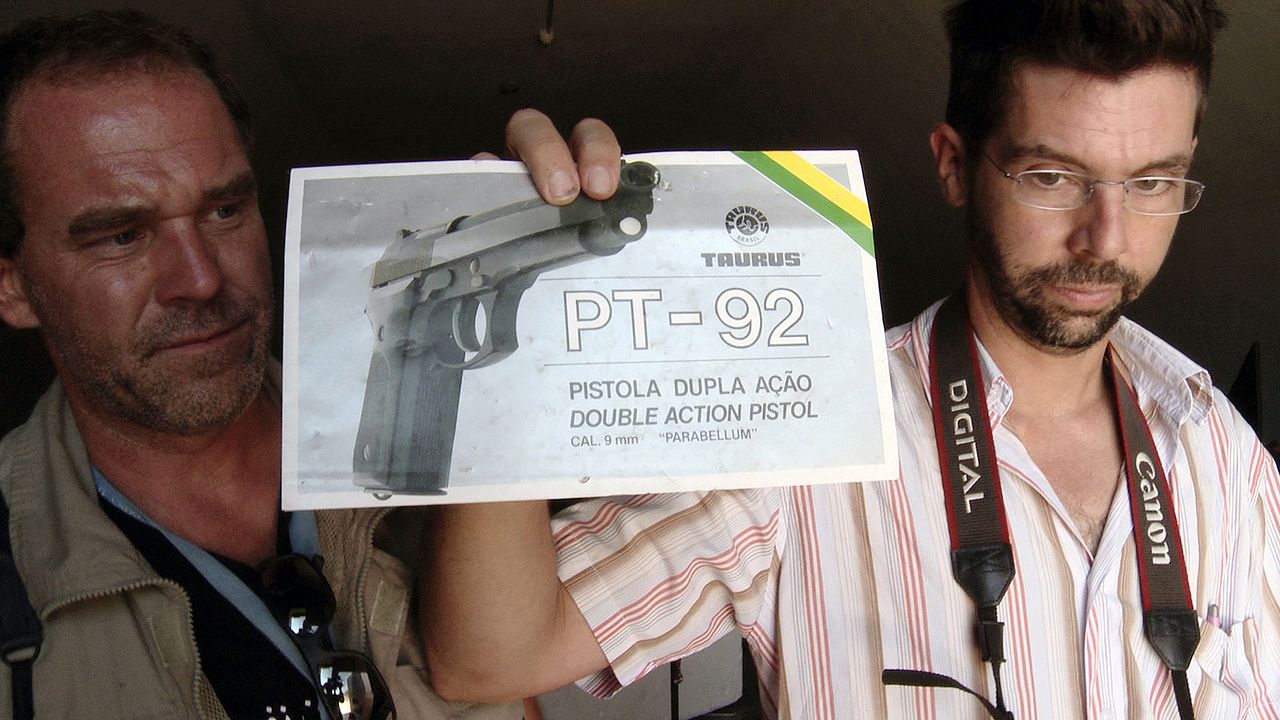 TAURUS
BRASIL
TAURUS
PT-92
PISTOLA DUPLA AÇÃO
DOUBLE ACTION PISTOL
CAL. 9 mm "PARABELLUM"
DIGITAL
Canon